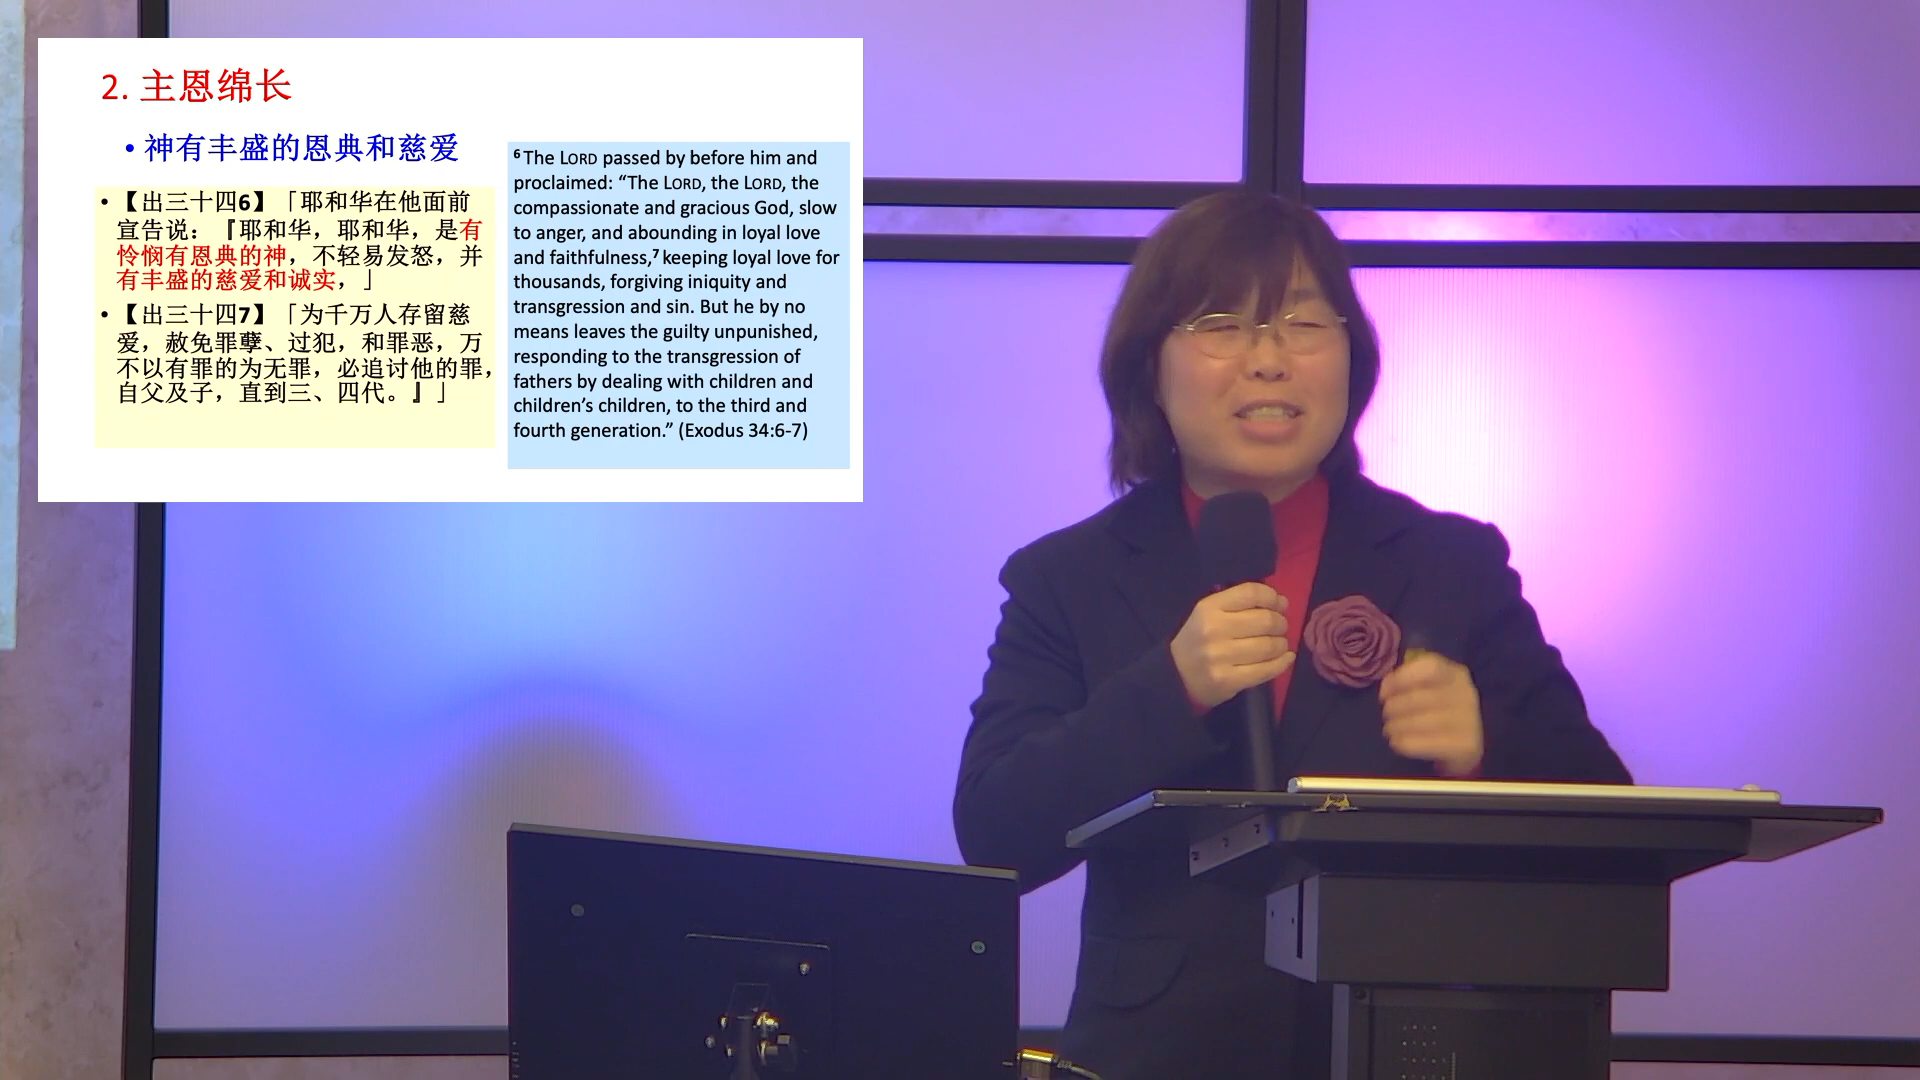 2. 主恩绵长
• 神有丰盛的恩典和慈爱
• 【出三十四6】「耶和华在他面前
宣告说：『耶和华，耶和华，是有
怜悯有恩典的神，不轻易发怒，并
有丰盛的慈爱和诚实，」
• 【出三十四7】「为千万人存留慈
爱，赦免罪孽、过犯，和罪恶，万
不以有罪的为无罪，必追讨他的罪，
自父及子，直到三、四代。』」
6 The LORD passed by before him and
proclaimed: “The LORD, the LORD, the
compassionate and gracious God, slow
to anger, and abounding in loyal love
and faithfulness,7 keeping loyal love for
thousands, forgiving iniquity and
transgression and sin. But he by no
means leaves the guilty unpunished,
responding to the transgression of
fathers by dealing with children and
children’s children, to the third and
fourth generation.” (Exodus 34:6-7)